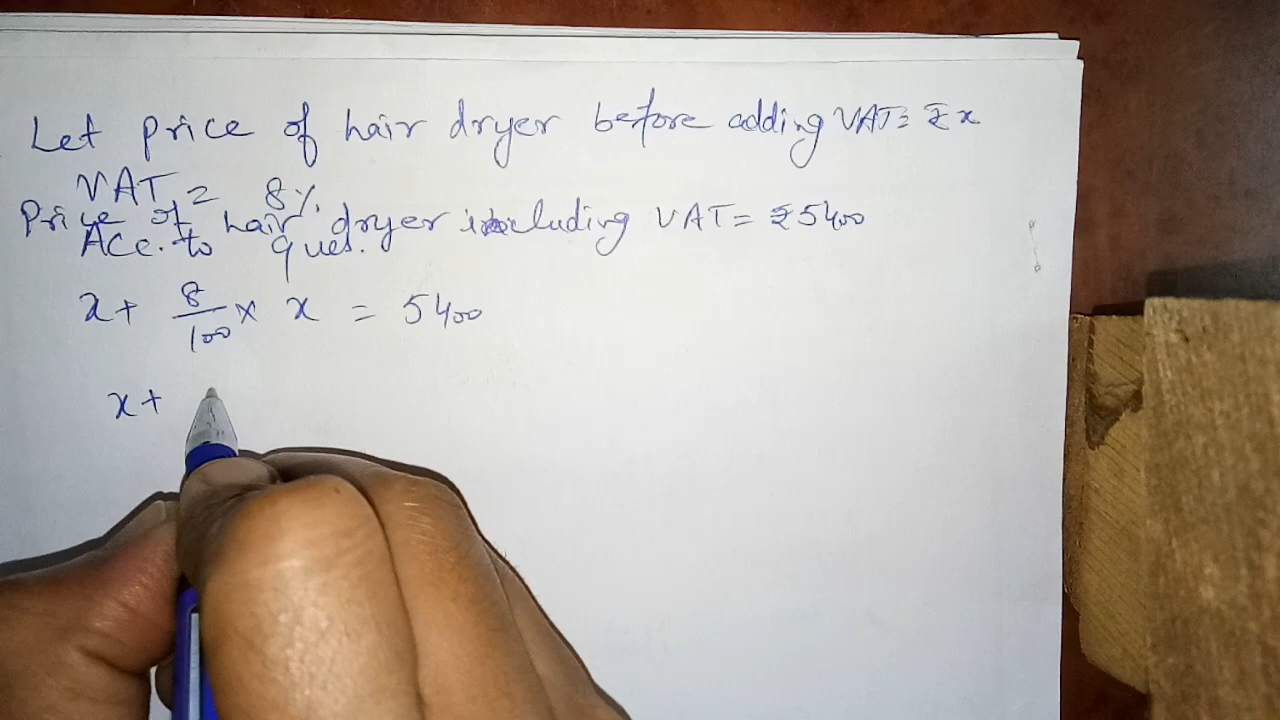 Let price of hair dryer before adding VAT = ₹ x
VAT = 8%
Price of hair dryer including VAT = ₹5400
Acc. to ques.
x + 8/100 × x = 5400
x +